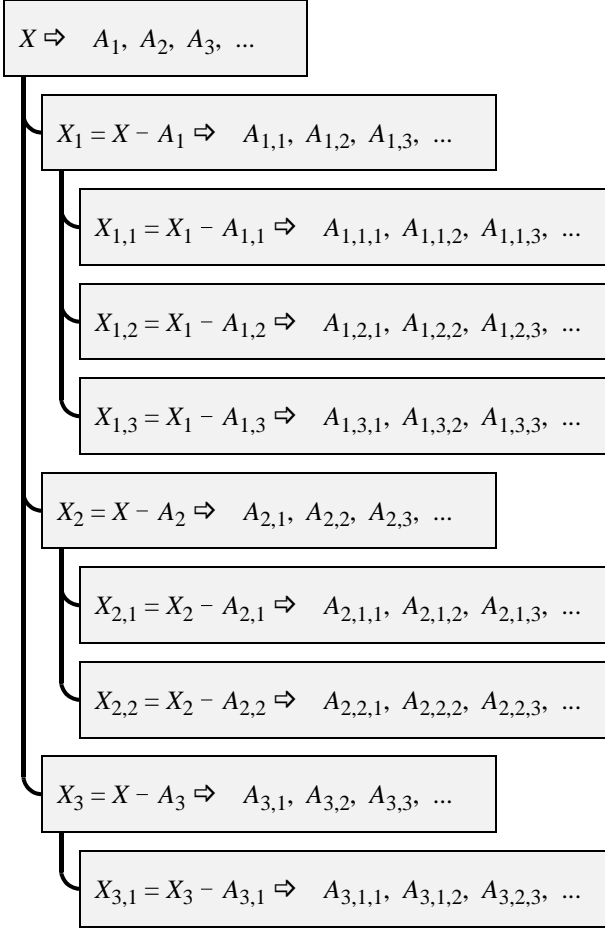 X ⇨ A1, A2, A3, ...
X1 = X − A1 ⇨ A1,1, A1,2, A1,3, ...
X1,1 = X1 − A1,1 ⇨ A1,1,1, A1,1,2, A1,1,3, ...
X1,2 = X1 − A1,2 ⇨ A1,2,1, A1,2,2, A1,2,3, ...
X1,3 = X1 − A1,3 ⇨ A1,3,1, A1,3,2, A1,3,3, ...
X2 = X − A2 ⇨ A2,1, A2,2, A2,3, ...
X2,1 = X2 − A2,1 ⇨ A2,1,1, A2,1,2, A2,1,3, ...
X2,2 = X2 − A2,2 ⇨ A2,2,1, A2,2,2, A2,2,3, ...
X3 = X − A3 ⇨ A3,1, A3,2, A3,3, ...
X3,1 = X3 − A3,1 ⇨ A3,1,1, A3,1,2, A3,2,3, ...